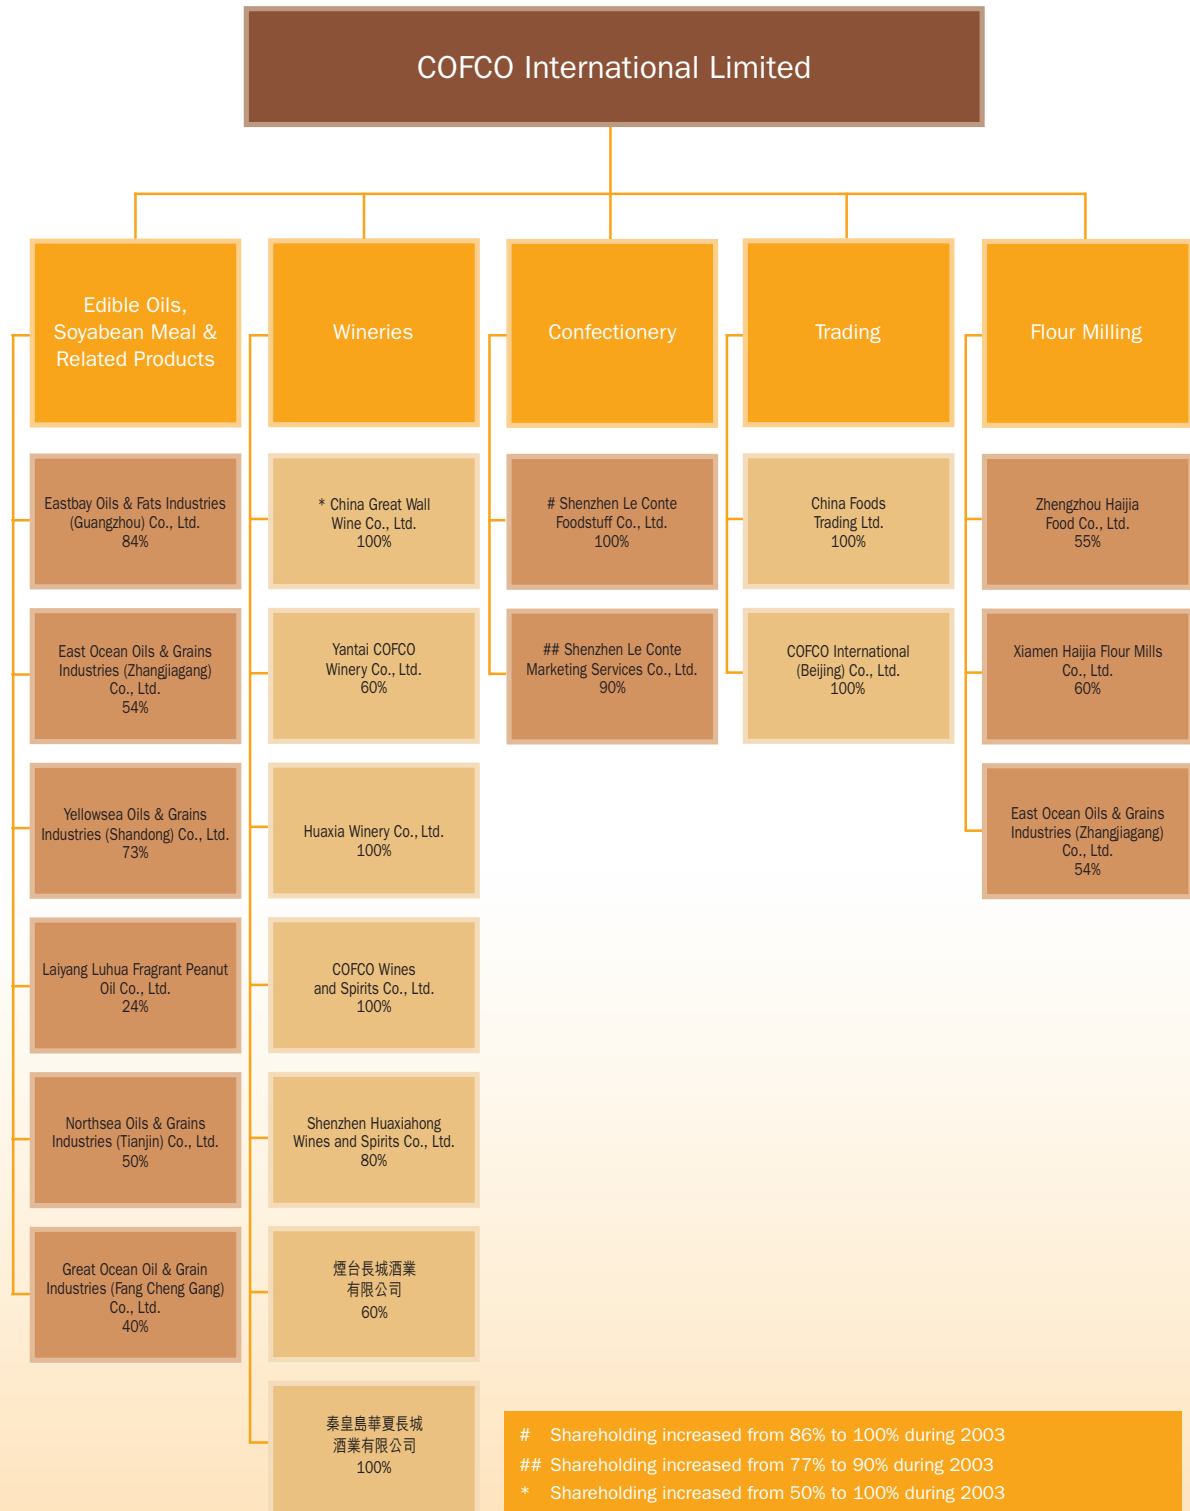 COFCO International Limited
Edible Oils,
Soyabean Meal &
Related Products
Eastbay Oils & Fats Industries
(Guangzhou) Co., Ltd.
84%
East Ocean Oils & Grains
Industries (Zhangjiagang)
Co., Ltd.
54%
Yellowsea Oils & Grains
Industries (Shandong) Co., Ltd.
73%
Laiyang Luhua Fragrant Peanut
Oil Co., Ltd.
24%
Northsea Oils & Grains
Industries (Tianjin) Co., Ltd.
50%
Great Ocean Oil & Grain
Industries (Fang Cheng Gang)
Co., Ltd.
40%
Wineries
* China Great Wall
Wine Co., Ltd.
100%
Yantai COFCO
Winery Co., Ltd.
60%
Huaxia Winery Co., Ltd.
100%
COFCO Wines
and Spirits Co., Ltd.
100%
Shenzhen Huaxiahong
Wines and Spirits Co., Ltd.
80%
煙台長城酒業
有限公司
60%
秦皇島華夏長城
酒業有限公司
100%
Confectionery
# Shenzhen Le Conte
Foodstuff Co., Ltd.
100%
## Shenzhen Le Conte
Marketing Services Co., Ltd.
90%
Trading
China Foods
Trading Ltd.
100%
COFCO International
(Beijing) Co., Ltd.
100%
Flour Milling
Zhengzhou Haijia
Food Co., Ltd.
55%
Xiamen Haijia Flour Mills
Co., Ltd.
60%
East Ocean Oils & Grains
Industries (Zhangjiagang)
Co., Ltd.
54%
# Shareholding increased from 86% to 100% during 2003
## Shareholding increased from 77% to 90% during 2003
* Shareholding increased from 50% to 100% during 2003